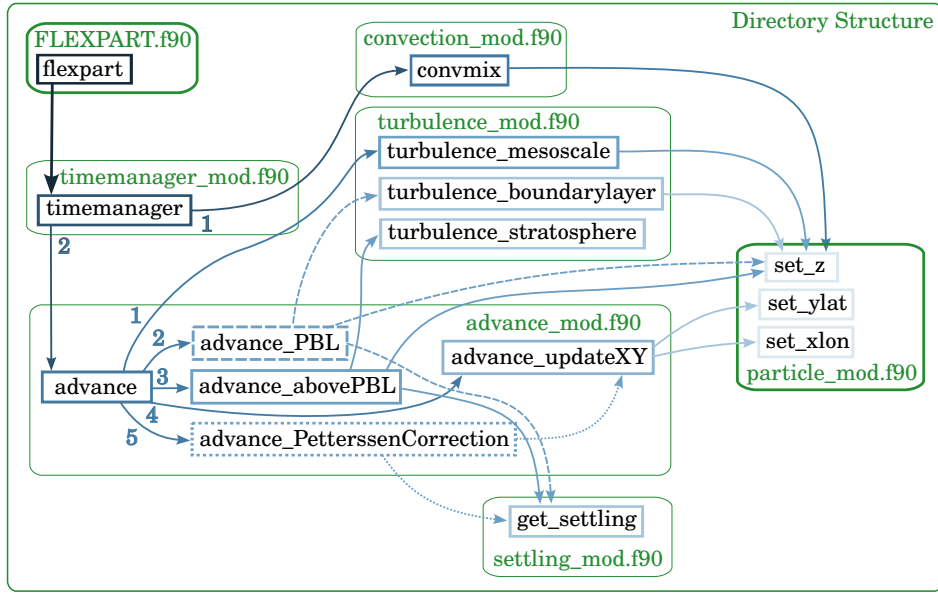 Directory Structure
FLEXPART.f90
flexpart
convection_mod.f90
convmix
turbulence_mod.f90
turbulence_mesoscale
turbulence_boundarylayer
turbulence_stratosphere
timemanager_mod.f90
timemanager
1
2
set_z
set_ylat
set_xlon
particle_mod.f90
advance_mod.f90
1
2
advance_PBL
advance_updateXY
advance
3
advance_abovePBL
4
5
advance_PetterssenCorrection
get_settling
settling_mod.f90